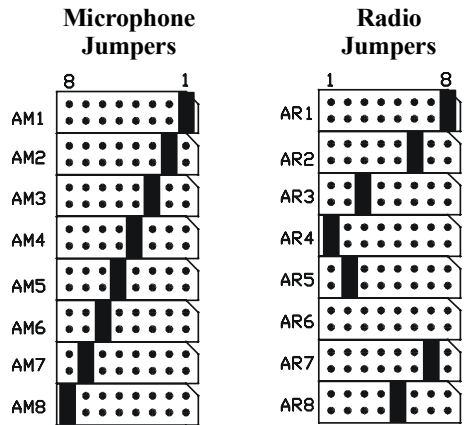 Microphone
Jumpers
8 1
AM1
AM2
AM3
AM4
AM5
AM6
AM7
AM8
Radio
Jumpers
1 8
AR1
AR2
AR3
AR4
AR5
AR6
AR7
AR8